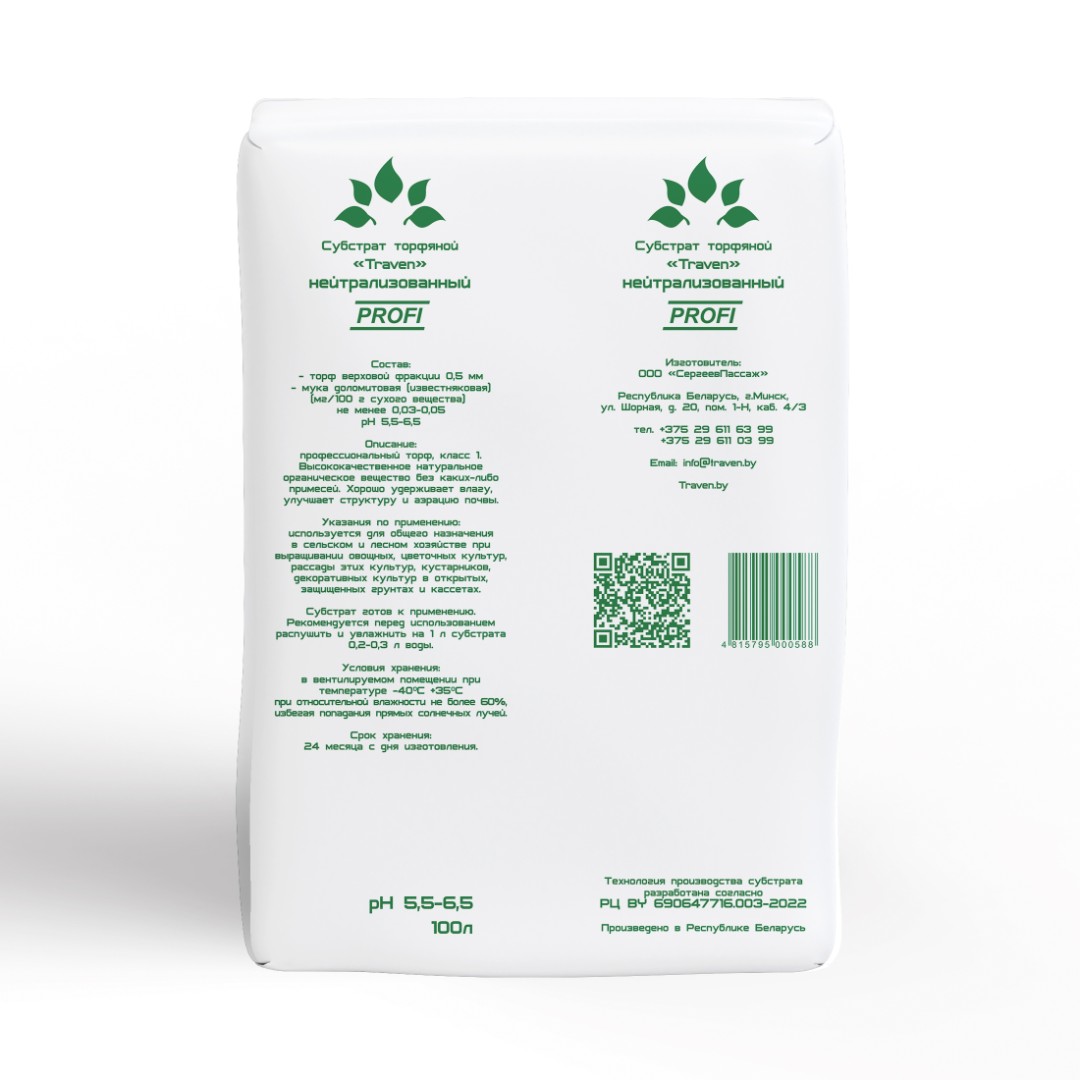 Субстрат торфяной
«Traven»
нейтрализованный
PROFI
Состав:
- торф верховой фракции 0,5 мм
- мука доломитовая (известняковая)
(мг/100 г сухого вещества)
не менее 0,03-0,05
pH 5,5-6,5
Описание:
профессиональный торф, класс 1.
Высококачественное натуральное
органическое вещество без каких-либо
примесей. Хорошо удерживает влагу,
улучшает структуру и аэрацию почвы.
Указания по применению:
используется для общего назначения
в сельском и лесном хозяйстве при
выращивании овощных, цветочных культур,
рассады этих культур, кустарников,
декоративных культур в открытых,
защищенных грунтах и кассетах.
Субстрат готов к применению.
Рекомендуется перед использованием
распушить и увлажнить на 1 л субстрата
0,2-0,3 л воды.
Условия хранения:
в вентилируемом помещении при
температуре -40°С +35°С
при относительной влажности не более 60%,
избегая попадания прямых солнечных лучей.
Срок хранения:
24 месяца с дня изготовления.
pH 5,5-6,5
100л
Субстрат торфяной
«Traven»
нейтрализованный
PROFI
Изготовитель:
ООО «СергеевПассаж»
Республика Беларусь, г.Минск,
ул. Шорная, д. 20, пом. 1-Н, каб. 4/3
тел. +375 29 611 63 99
+375 29 611 03 99
Email: info@traven.by
Traven.by
4 815795 000588
Технология производства субстрата
разработана согласно
РЦ BY 690647716.003-2022
Произведено в Республике Беларусь